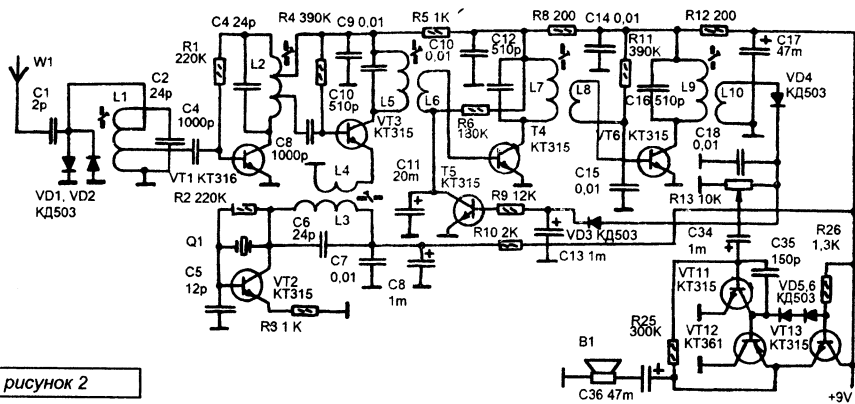 C4 24p
R4 390K
C9 0,01
R5 1K
C12
510p
R8 200
C14 0,01
R12 200
C17
47m
W1
R1
220K
L2
C10
0,01
R11
390K
C2
24p
L1
C1
2p
C4
1000p
C10
510p
L5
L6
L7
L8
C16 510p
L9
L10
VD4
КД503
VT3
КТ315
R6
130K
T4
КТ315
VT6
КТ315
C18
0,01
C8
1000p
VT1 КТ316
L4
C11
20m
T5
КТ315
C15
0,01
VD1, VD2
КД503
R2 220K
L3
R9 12K
R13 10K
C6
24p
R10 2K
VD3 КД503
R26
1,3K
Q1
C34
1m
C35
150p
C5
12p
VT2
КТ315
C7
0,01
C8
1m
C13 1m
VT11
КТ315
VD5,6
КД503
R3 1 K
R25
300K
VT12
КТ361
VT13
КТ315
B1
рисунок 2
C36 47m
+9V